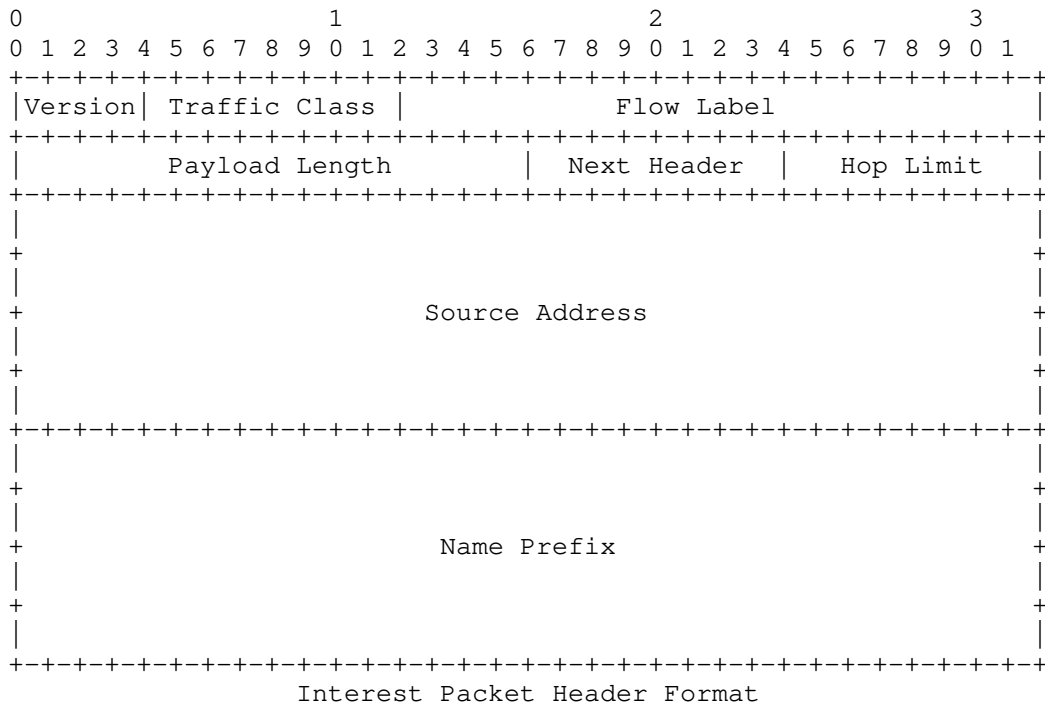 0                   1                   2                   3
0 1 2 3 4 5 6 7 8 9 0 1 2 3 4 5 6 7 8 9 0 1 2 3 4 5 6 7 8 9 0 1
+-+-+-+-+-+-+-+-+-+-+-+-+-+-+-+-+-+-+-+-+-+-+-+-+-+-+-+-+-+-+-+-+
|Version| Traffic Class |             Flow Label                |
+-+-+-+-+-+-+-+-+-+-+-+-+-+-+-+-+-+-+-+-+-+-+-+-+-+-+-+-+-+-+-+-+
|         Payload Length        |  Next Header  |   Hop Limit   |
+-+-+-+-+-+-+-+-+-+-+-+-+-+-+-+-+-+-+-+-+-+-+-+-+-+-+-+-+-+-+-+-+
|                                                               |
+                                                               +
|                                                               |
+                         Source Address                        +
|                                                               |
+                                                               +
|                                                               |
+-+-+-+-+-+-+-+-+-+-+-+-+-+-+-+-+-+-+-+-+-+-+-+-+-+-+-+-+-+-+-+-+
|                                                               |
+                                                               +
|                                                               |
+                          Name Prefix                          +
|                                                               |
+                                                               +
|                                                               |
+-+-+-+-+-+-+-+-+-+-+-+-+-+-+-+-+-+-+-+-+-+-+-+-+-+-+-+-+-+-+-+-+
Interest Packet Header Format